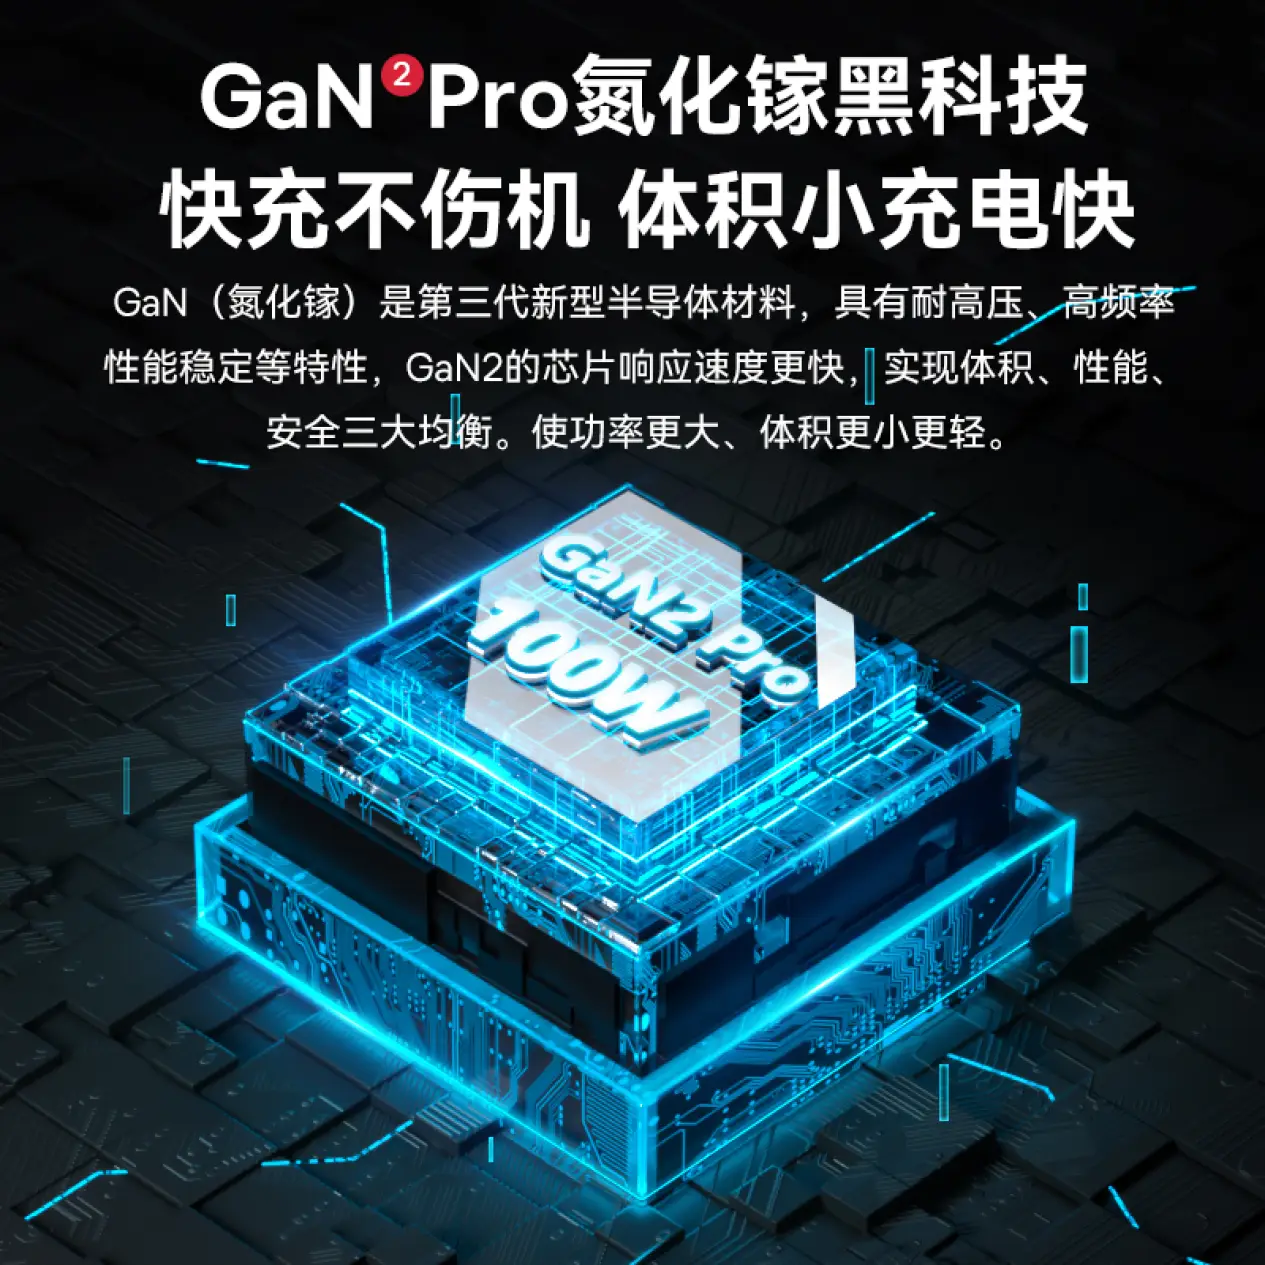 GaN²Pro氮化镓黑科技
快充不伤机 体积小充电快
GaN（氮化镓）是第三代新型半导体材料，具有耐高压、高频率
性能稳定等特性，GaN2的芯片响应速度更快，实现体积、性能、
安全三大均衡。使功率更大、体积更小更轻。
GaN2 Pro
100W